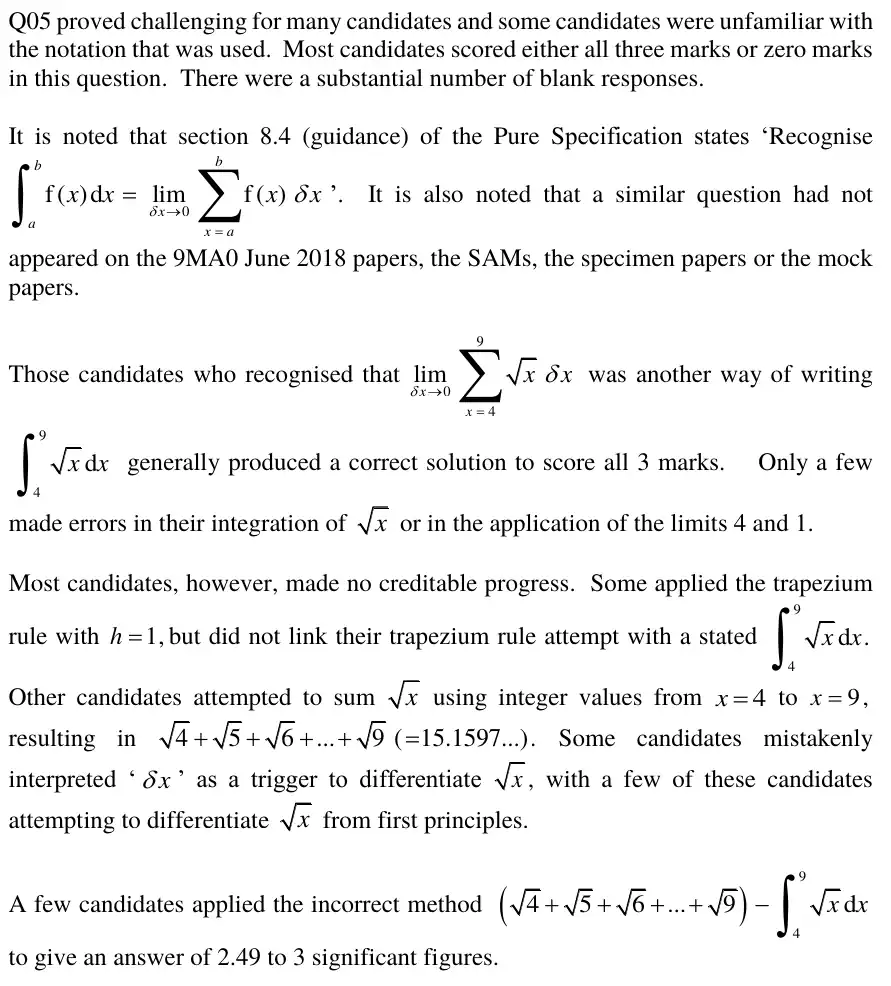 Q05 proved challenging for many candidates and some candidates were unfamiliar with
the notation that was used. Most candidates scored either all three marks or zero marks
in this question. There were a substantial number of blank responses.
It is noted that section 8.4 (guidance) of the Pure Specification states ‘Recognise
∫_a^b f(x)dx = lim_{δx→0} ∑_{x=a}^{b} f(x) δx ’. It is also noted that a similar question had not
appeared on the 9MA0 June 2018 papers, the SAMs, the specimen papers or the mock
papers.
Those candidates who recognised that lim_{δx→0} ∑_{x=4}^{9} √x δx was another way of writing
∫_4^9 √x dx generally produced a correct solution to score all 3 marks. Only a few
made errors in their integration of √x or in the application of the limits 4 and 1.
Most candidates, however, made no creditable progress. Some applied the trapezium
rule with h = 1, but did not link their trapezium rule attempt with a stated ∫_4^9 √x dx.
Other candidates attempted to sum √x using integer values from x = 4 to x = 9,
resulting in √4 + √5 + √6 + ... + √9 (=15.1597...). Some candidates mistakenly
interpreted ‘ δx ’ as a trigger to differentiate √x, with a few of these candidates
attempting to differentiate √x from first principles.
A few candidates applied the incorrect method (√4 + √5 + √6 + ... + √9) − ∫_4^9 √x dx
to give an answer of 2.49 to 3 significant figures.